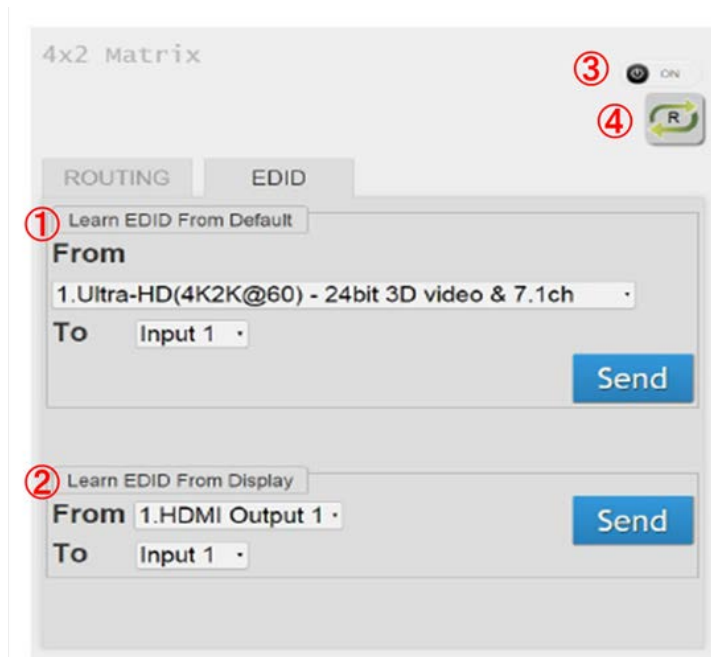 4x2 Matrix
③ ON
④ R
ROUTING EDID
① Learn EDID From Default
From
1.Ultra-HD(4K2K@60) - 24bit 3D video & 7.1ch
To Input 1
Send
② Learn EDID From Display
From 1.HDMI Output 1
Send
To Input 1